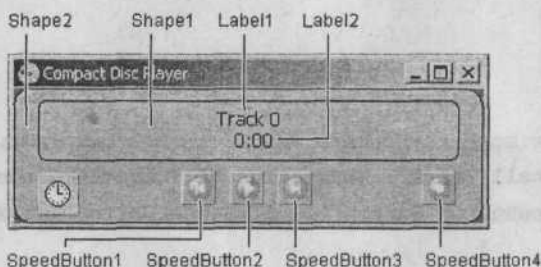 Shape2 Shape1 Label1 Label2
Compact Disc Player
Track 0
0:00
SpeedButton1 SpeedButton2 SpeedButton3 SpeedButton4